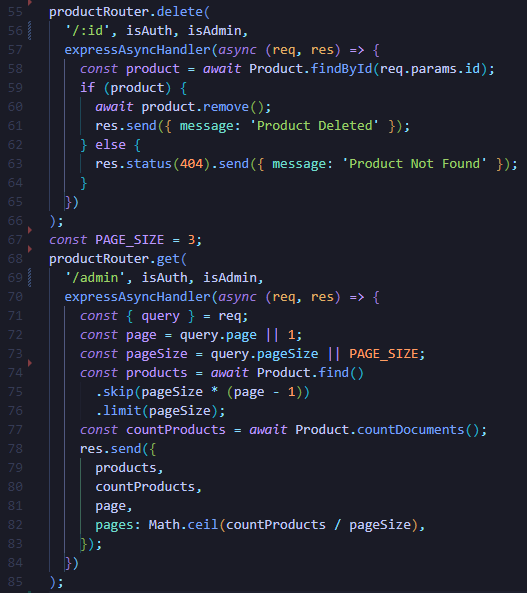 55 productRouter.delete(
56 '/:id', isAuth, isAdmin,
57 expressAsyncHandler(async (req, res) => {
58 const product = await Product.findById(req.params.id);
59 if (product) {
60 await product.remove();
61 res.send({ message: 'Product Deleted' });
62 } else {
63 res.status(404).send({ message: 'Product Not Found' });
64 }
65 })
66 );
67 const PAGE_SIZE = 3;
68 productRouter.get(
69 '/admin', isAuth, isAdmin,
70 expressAsyncHandler(async (req, res) => {
71 const { query } = req;
72 const page = query.page || 1;
73 const pageSize = query.pageSize || PAGE_SIZE;
74 const products = await Product.find()
75 .skip(pageSize * (page - 1))
76 .limit(pageSize);
77 const countProducts = await Product.countDocuments();
78 res.send({
79 products,
80 countProducts,
81 page,
82 pages: Math.ceil(countProducts / pageSize),
83 });
84 })
85 );